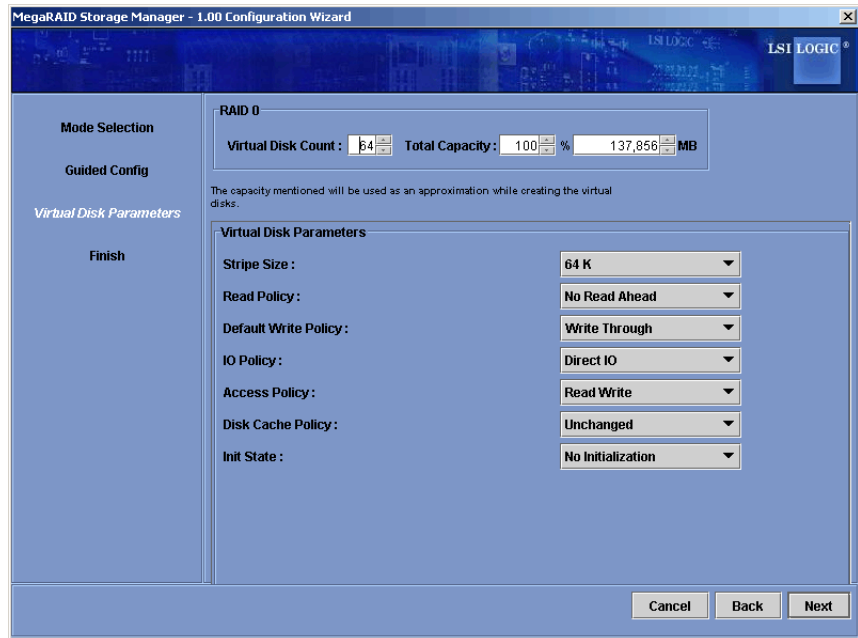 MegaRAID Storage Manager - 1.00 Configuration Wizard
LSI LOGIC
LSI LOGIC ®
Mode Selection
Guided Config
Virtual Disk Parameters
Finish
RAID 0
Virtual Disk Count : 64 Total Capacity : 100 % 137,856 MB
The capacity mentioned will be used as an approximation while creating the virtual
disks.
Virtual Disk Parameters
Stripe Size : 64 K
Read Policy : No Read Ahead
Default Write Policy : Write Through
IO Policy : Direct IO
Access Policy : Read Write
Disk Cache Policy : Unchanged
Init State : No Initialization
Cancel Back Next